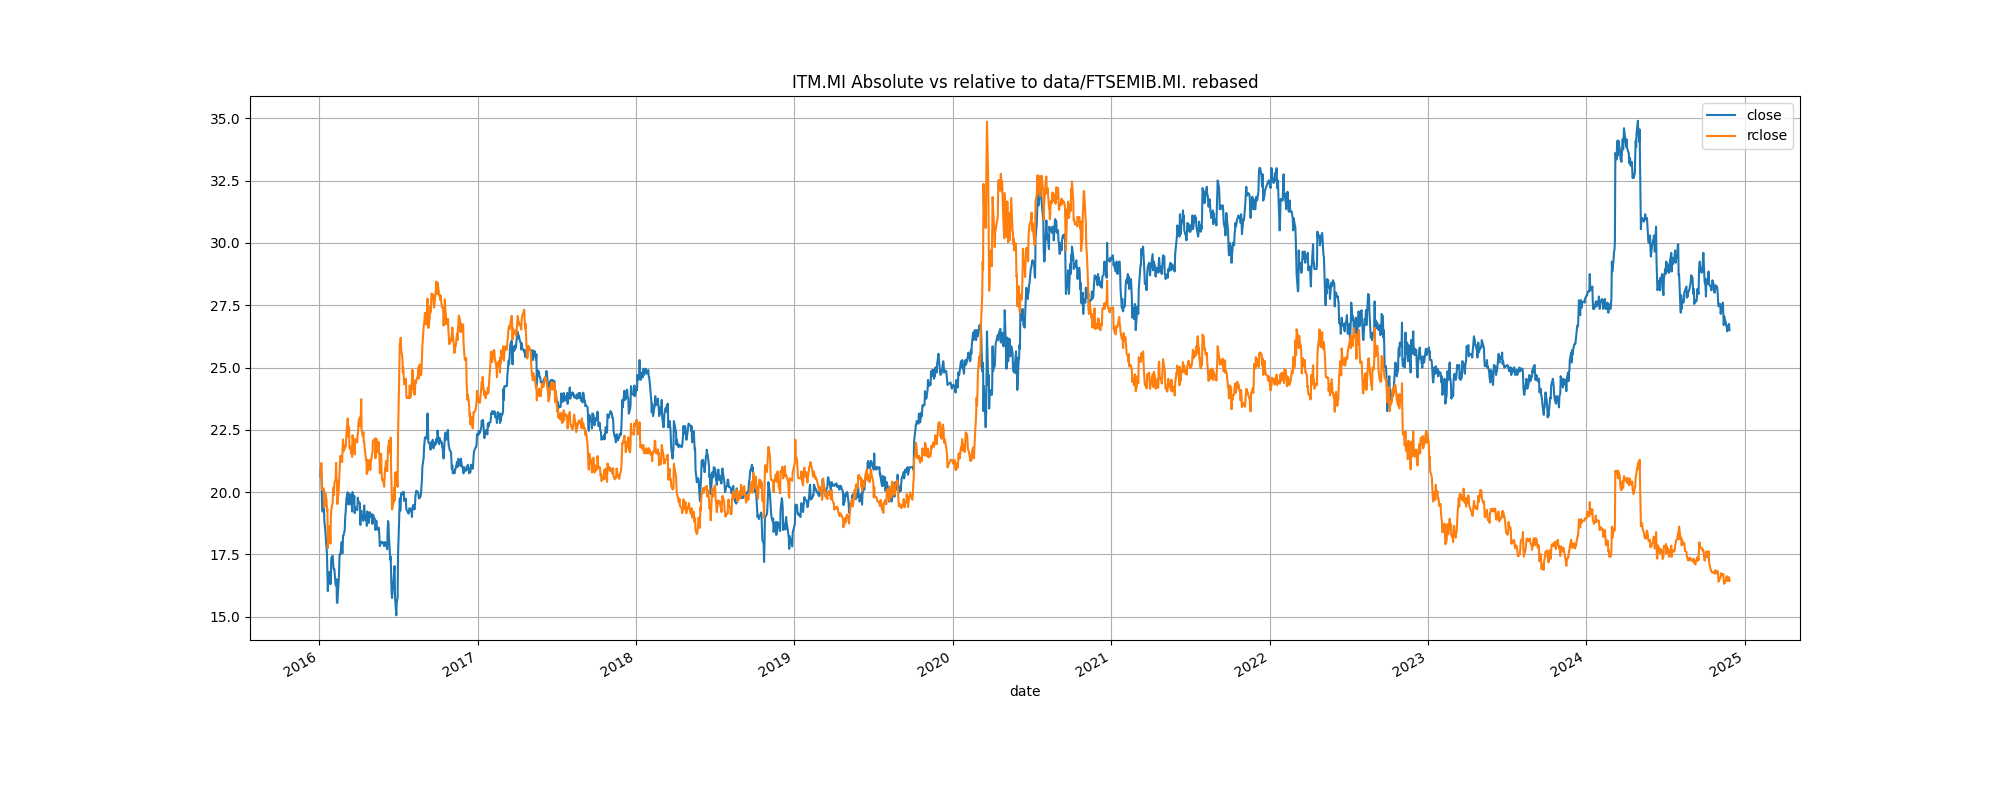 ITM.MI Absolute vs relative to data/FTSEMIB.MI. rebased
close
rclose
35.0
32.5
30.0
27.5
25.0
22.5
20.0
17.5
15.0
2016 2017 2018 2019 2020 2021 2022 2023 2024 2025
date